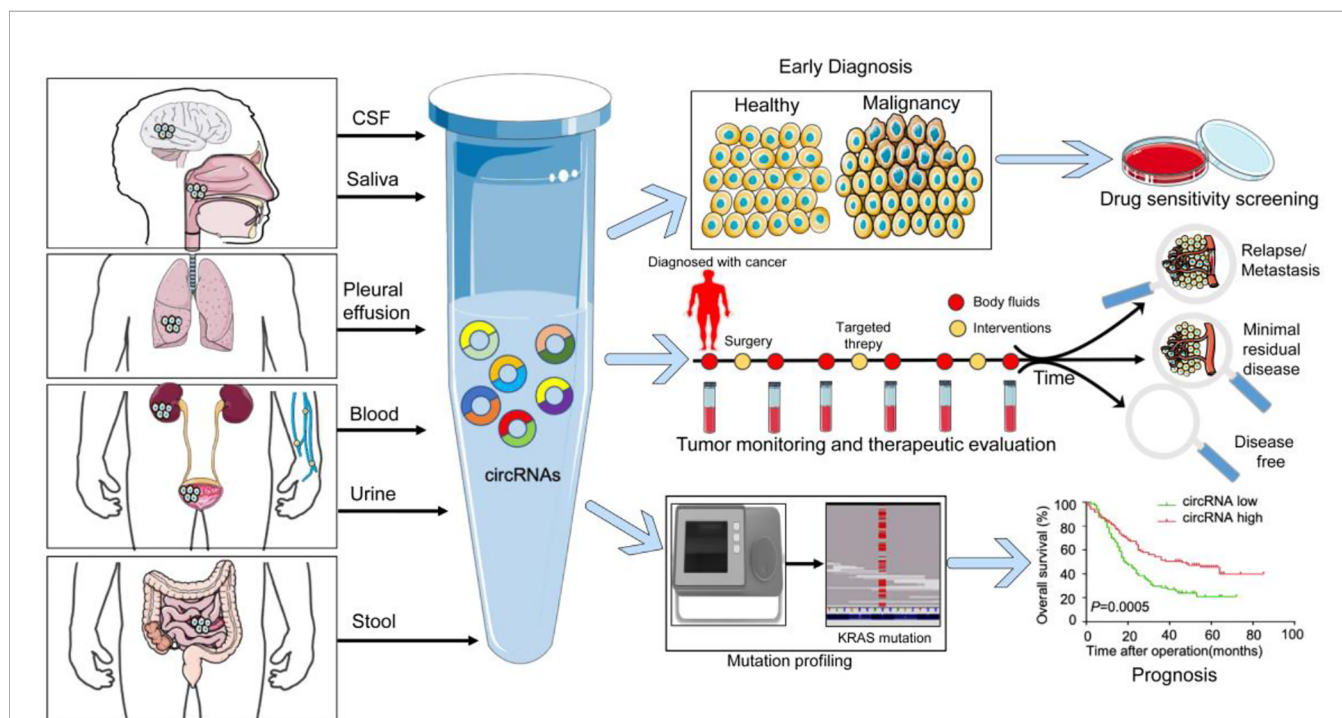 CSF
Saliva
Pleural
effusion
Blood
Urine
Stool
circRNAs
Early Diagnosis
Healthy
Malignancy
Drug sensitivity screening
Diagnosed with cancer
Surgery
Targeted
threpy
Body fluids
Interventions
Time
Tumor monitoring and therapeutic evaluation
Relapse/
Metastasis
Minimal
residual
disease
Disease
free
KRAS mutation
Mutation profiling
circRNA low
circRNA high
Overall survival (%)
100
80
60
40
20
0
P=0.0005
0 20 40 60 80 100
Time after operation(months)
Prognosis